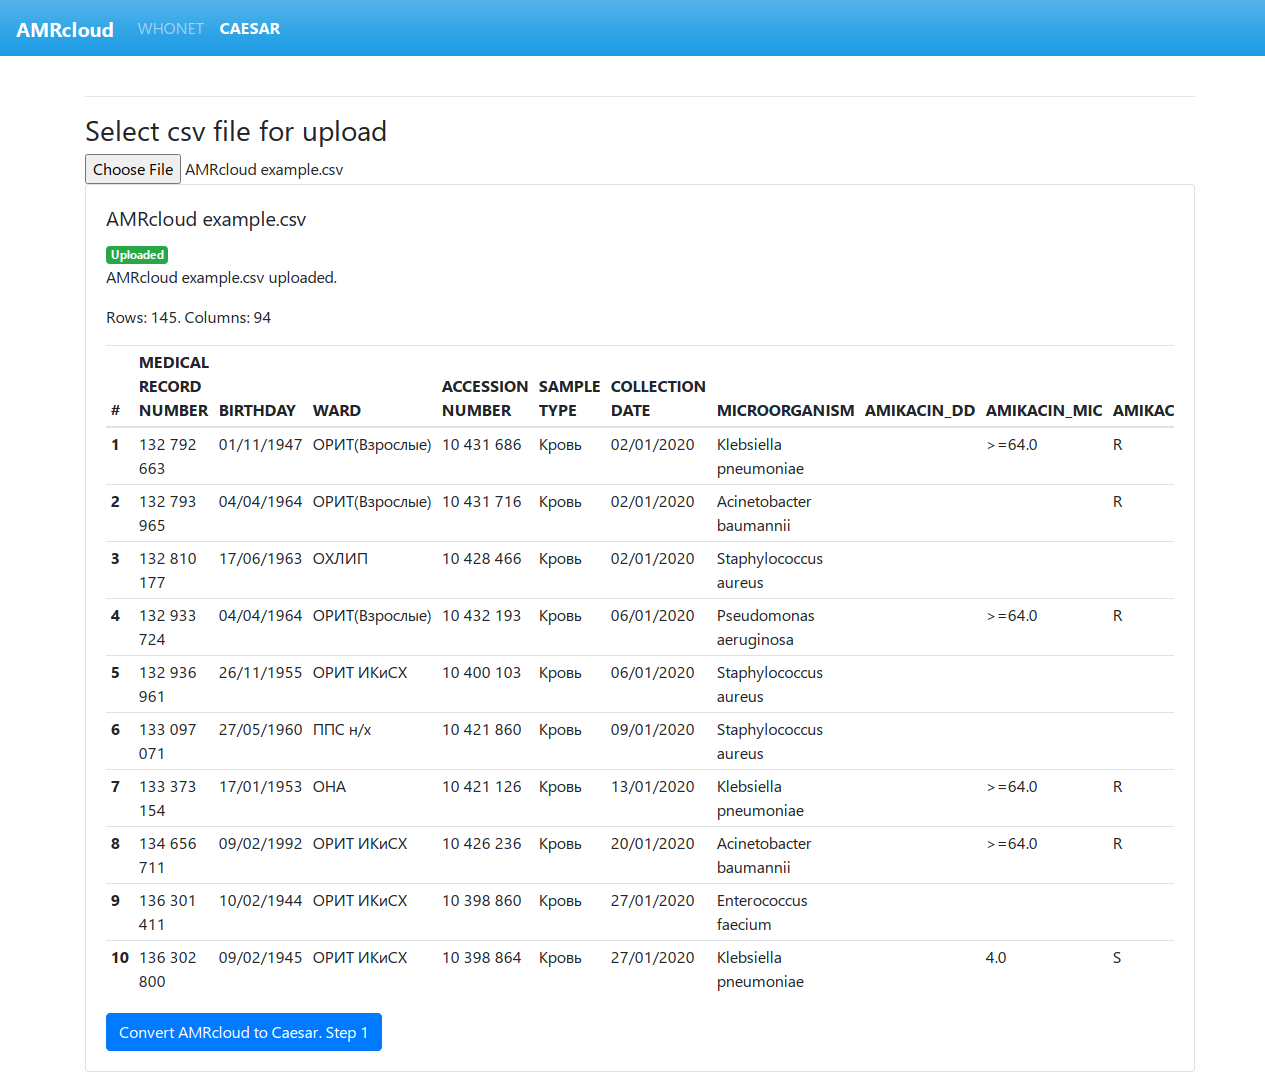 AMRcloud WHONET CAESAR
Select csv file for upload
Choose File AMRcloud example.csv
AMRcloud example.csv
Uploaded
AMRcloud example.csv uploaded.
Rows: 145. Columns: 94
# MEDICAL RECORD NUMBER BIRTHDAY WARD ACCESSION NUMBER SAMPLE TYPE COLLECTION DATE MICROORGANISM AMIKACIN_DD AMIKACIN_MIC AMIKAC
1 132 792 663 01/11/1947 ОРИТ(Взрослые) 10 431 686 Кровь 02/01/2020 Klebsiella pneumoniae >=64.0 R
2 132 793 965 04/04/1964 ОРИТ(Взрослые) 10 431 716 Кровь 02/01/2020 Acinetobacter baumannii R
3 132 810 177 17/06/1963 ОХЛИП 10 428 466 Кровь 02/01/2020 Staphylococcus aureus
4 132 933 724 04/04/1964 ОРИТ(Взрослые) 10 432 193 Кровь 06/01/2020 Pseudomonas aeruginosa >=64.0 R
5 132 936 961 26/11/1955 ОРИТ ИКиСХ 10 400 103 Кровь 06/01/2020 Staphylococcus aureus
6 133 097 071 27/05/1960 ППС н/х 10 421 860 Кровь 09/01/2020 Staphylococcus aureus
7 133 373 154 17/01/1953 ОНА 10 421 126 Кровь 13/01/2020 Klebsiella pneumoniae >=64.0 R
8 134 656 711 09/02/1992 ОРИТ ИКиСХ 10 426 236 Кровь 20/01/2020 Acinetobacter baumannii >=64.0 R
9 136 301 411 10/02/1944 ОРИТ ИКиСХ 10 398 860 Кровь 27/01/2020 Enterococcus faecium
10 136 302 800 09/02/1945 ОРИТ ИКиСХ 10 398 864 Кровь 27/01/2020 Klebsiella pneumoniae 4.0 S
Convert AMRcloud to Caesar. Step 1